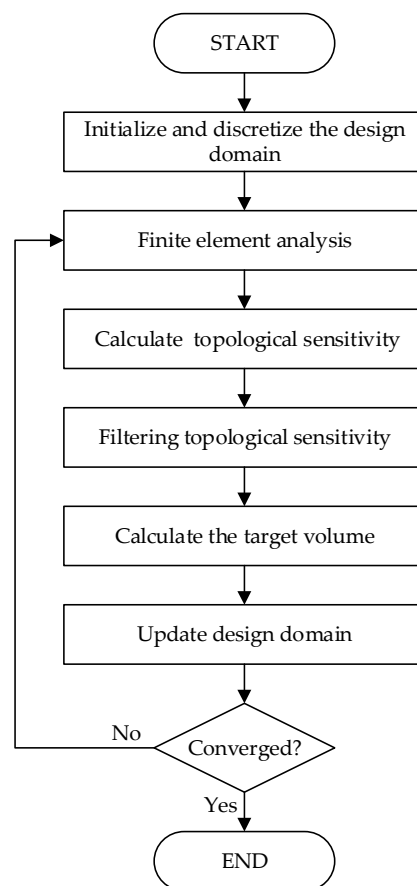 START
Initialize and discretize the design
domain
Finite element analysis
Calculate topological sensitivity
Filtering topological sensitivity
Calculate the target volume
Update design domain
No
Converged?
Yes
END